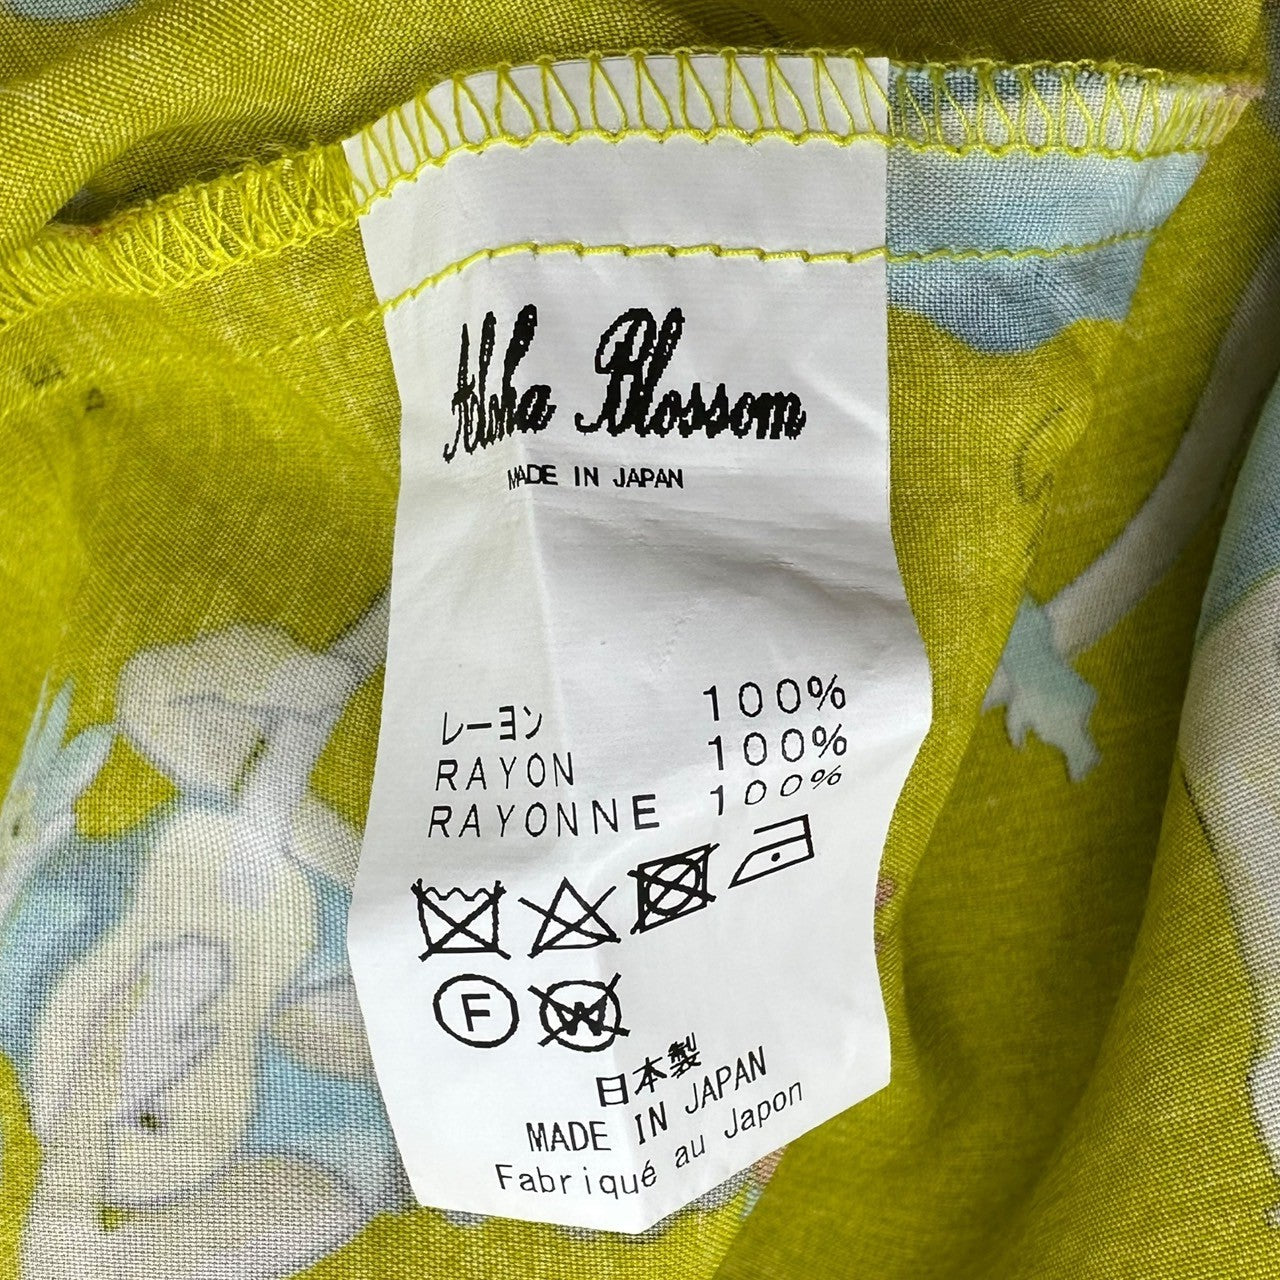 Aloha Blossom
MADE IN JAPAN
レーヨン 100%
RAYON 100%
RAYONNE 100%
F
W
日本製
MADE IN JAPAN
Fabriqué au Japon